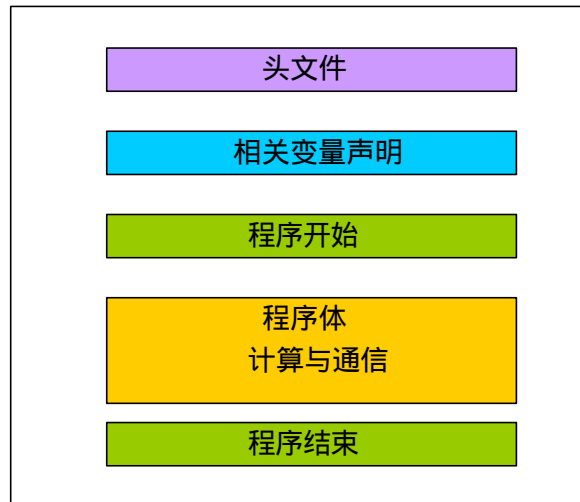 头文件
相关变量声明
程序开始
程序体
计算与通信
程序结束